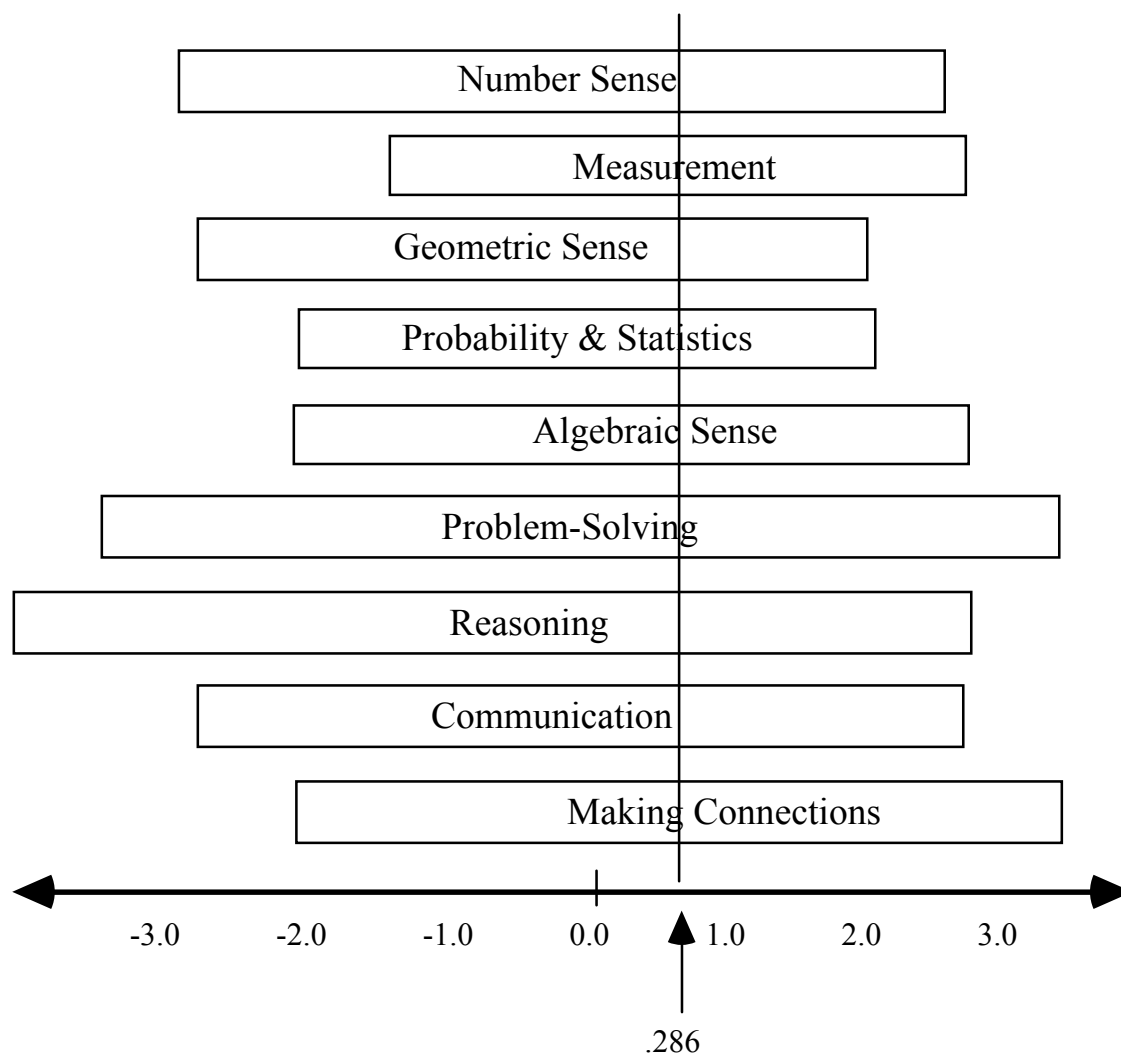 Number Sense
Measurement
Geometric Sense
Probability & Statistics
Algebraic Sense
Problem-Solving
Reasoning
Communication
Making Connections
-3.0 -2.0 -1.0 0.0 1.0 2.0 3.0
.286